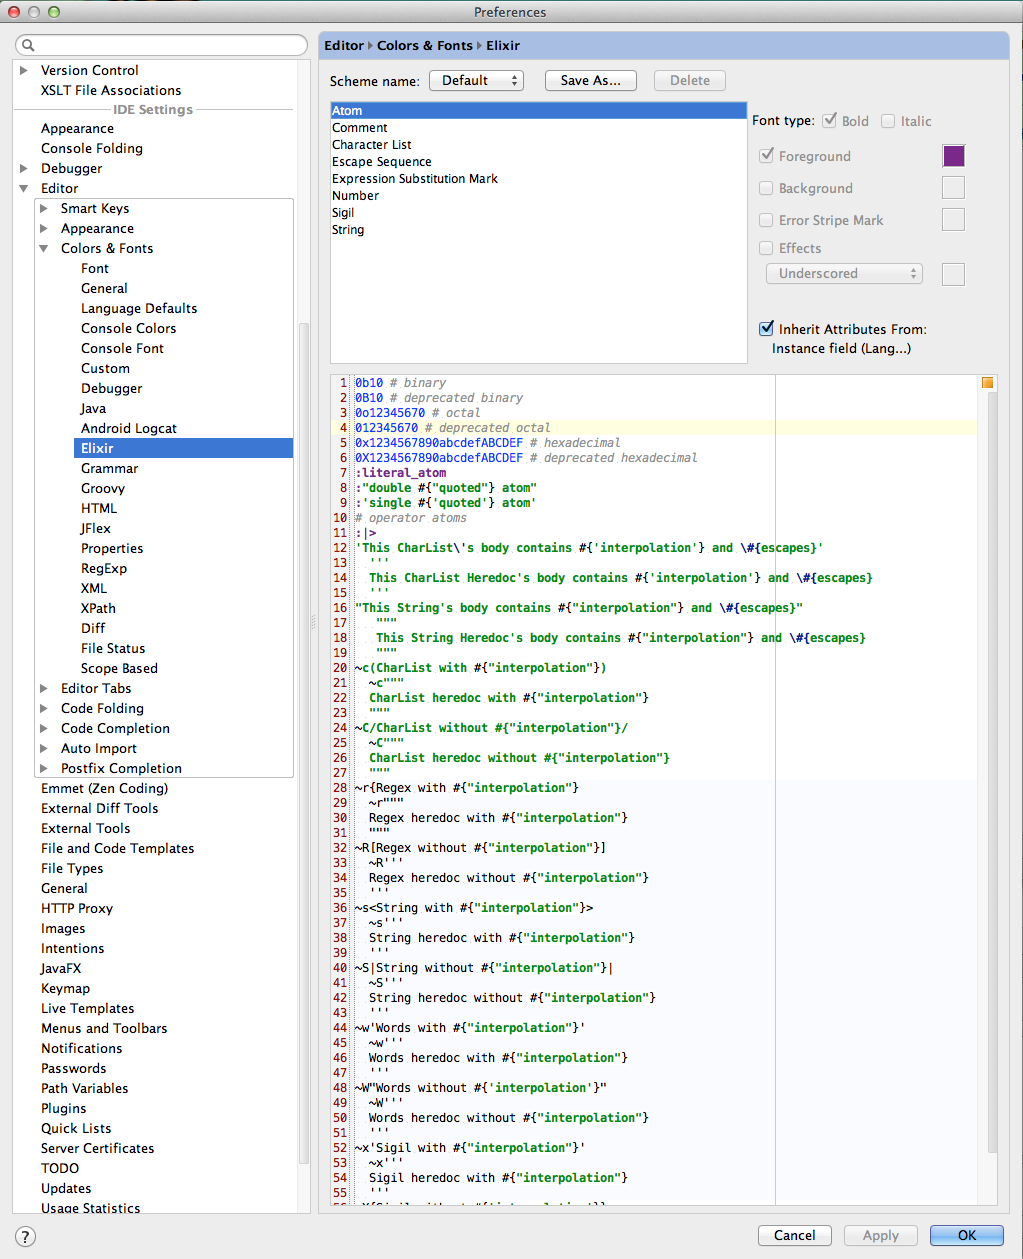 Preferences
Version Control
XSLT File Associations
IDE Settings
Appearance
Console Folding
Debugger
Editor
Smart Keys
Appearance
Colors & Fonts
Font
General
Language Defaults
Console Colors
Console Font
Custom
Debugger
Java
Android Logcat
Elixir
Grammar
Groovy
HTML
JFlex
Properties
RegExp
XML
XPath
Diff
File Status
Scope Based
Editor Tabs
Code Folding
Code Completion
Auto Import
Postfix Completion
Emmet (Zen Coding)
External Diff Tools
External Tools
File and Code Templates
File Types
General
HTTP Proxy
Images
Intentions
JavaFX
Keymap
Live Templates
Menus and Toolbars
Notifications
Passwords
Path Variables
Plugins
Quick Lists
Server Certificates
TODO
Updates
Usage Statistics
Editor › Colors & Fonts › Elixir
Scheme name: Default Save As... Delete
Atom
Comment
Character List
Escape Sequence
Expression Substitution Mark
Number
Sigil
String
Font type: Bold Italic
Foreground
Background
Error Stripe Mark
Effects
Underscored
Inherit Attributes From:
Instance field (Lang...)
1 0b10 # binary
2 0B10 # deprecated binary
3 0o12345670 # octal
4 012345670 # deprecated octal
5 0x1234567890abcdefABCDEF # hexadecimal
6 0X1234567890abcdefABCDEF # deprecated hexadecimal
7 :literal_atom
8 :"double #{"quoted"} atom"
9 :'single #{'quoted'} atom'
10 # operator atoms
11 :|>
12 'This CharList\'s body contains #{'interpolation'} and \#{escapes}'
13 '''
14 This CharList Heredoc's body contains #{'interpolation'} and \#{escapes}
15 '''
16 "This String's body contains #{"interpolation"} and \#{escapes}"
17 """
18 This String Heredoc's body contains #{"interpolation"} and \#{escapes}
19 """
20 ~c(CharList with #{"interpolation"})
21 ~c"""
22 CharList heredoc with #{"interpolation"}
23 """
24 ~C/CharList without #{"interpolation"}/
25 ~C"""
26 CharList heredoc without #{"interpolation"}
27 """
28 ~r{Regex with #{"interpolation"}
29 ~r"""
30 Regex heredoc with #{"interpolation"}
31 """
32 ~R[Regex without #{"interpolation"}]
33 ~R'''
34 Regex heredoc without #{"interpolation"}
35 '''
36 ~s<String with #{"interpolation"}>
37 ~s'''
38 String heredoc with #{"interpolation"}
39 '''
40 ~S|String without #{"interpolation"}|
41 ~S'''
42 String heredoc without #{"interpolation"}
43 '''
44 ~w'Words with #{"interpolation"}'
45 ~w'''
46 Words heredoc with #{"interpolation"}
47 '''
48 ~W"Words without #{'interpolation'}"
49 ~W'''
50 Words heredoc without #{"interpolation"}
51 '''
52 ~x'Sigil with #{"interpolation"}'
53 ~x'''
54 Sigil heredoc with #{"interpolation"}
55 '''
? Cancel Apply OK